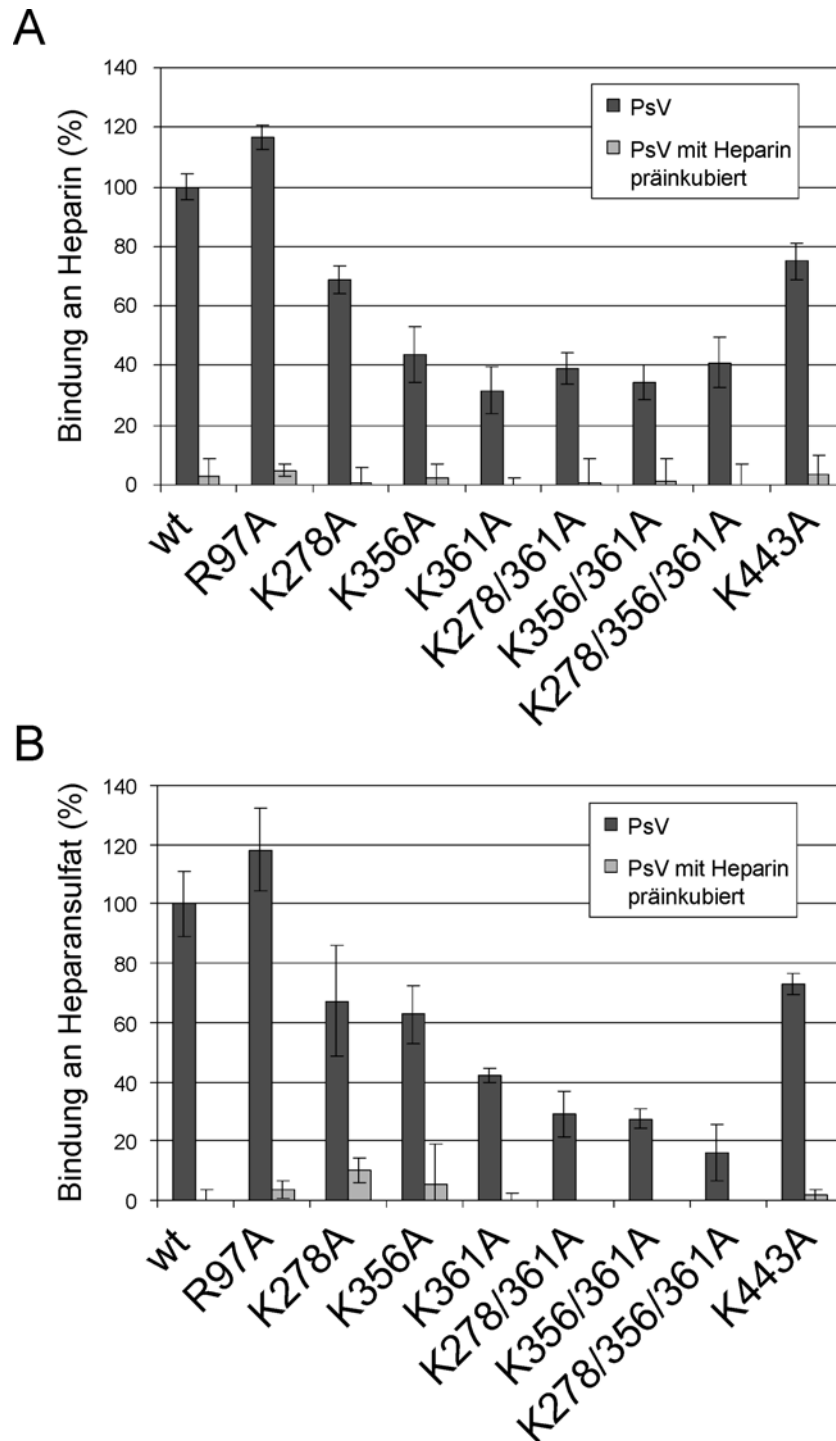 A
Bindung an Heparin (%)
140
120
100
80
60
40
20
0
PsV
PsV mit Heparin
präinkubiert
wt
R97A
K278A
K356A
K361A
K278/361A
K356/361A
K278/356/361A
K443A
B
Bindung an Heparansulfat (%)
140
120
100
80
60
40
20
0
PsV
PsV mit Heparin
präinkubiert
wt
R97A
K278A
K356A
K361A
K278/361A
K356/361A
K278/356/361A
K443A